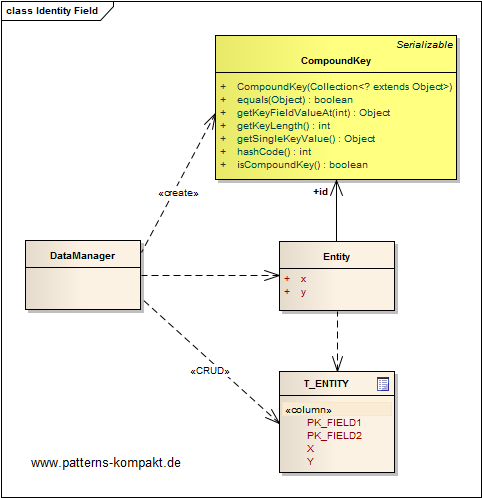 class Identity Field
Serializable
CompoundKey
+ CompoundKey(Collection<? extends Object>)
+ equals(Object) : boolean
+ getKeyFieldValueAt(int) : Object
+ getKeyLength() : int
+ getSingleKeyValue() : Object
+ hashCode() : int
+ isCompoundKey() : boolean
«create»
+id
DataManager
Entity
+ x
+ y
«CRUD»
T_ENTITY
«column»
PK_FIELD1
PK_FIELD2
X
Y
www.patterns-kompakt.de